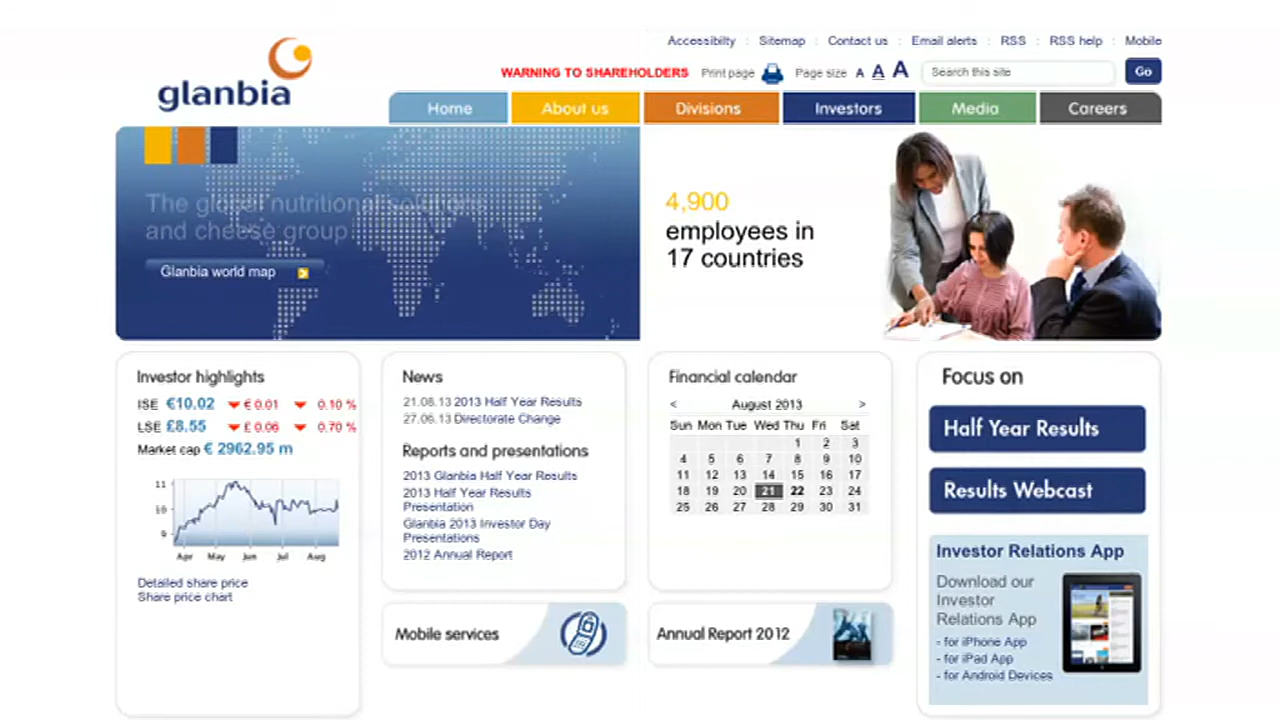 glanbia
Accessibilty : Sitemap : Contact us : Email alerts : RSS : RSS help : Mobile
WARNING TO SHAREHOLDERS Print page Page size A A A Search this site Go
Home About us Divisions Investors Media Careers
The global nutritional solutions
and cheese group
Glanbia world map
4,900
employees in
17 countries
Investor highlights
ISE €10.02 € 0.01 0.10 %
LSE £8.55 £ 0.06 0.70 %
Market cap € 2962.95 m
11
10
9
Apr May Jun Jul Aug
Detailed share price
Share price chart
News
21.08.13 2013 Half Year Results
27.06.13 Directorate Change
Reports and presentations
2013 Glanbia Half Year Results
2013 Half Year Results
Presentation
Glanbia 2013 Investor Day
Presentations
2012 Annual Report
Financial calendar
< August 2013 >
Sun Mon Tue Wed Thu Fri Sat
1 2 3
4 5 6 7 8 9 10
11 12 13 14 15 16 17
18 19 20 21 22 23 24
25 26 27 28 29 30 31
Focus on
Half Year Results
Results Webcast
Investor Relations App
Download our
Investor
Relations App
- for iPhone App
- for iPad App
- for Android Devices
Mobile services
Annual Report 2012